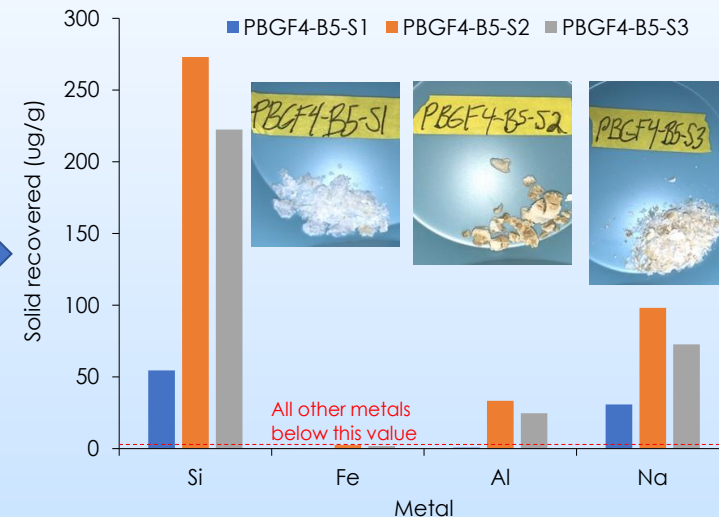 300
PBGF4-B5-S1 PBGF4-B5-S2 PBGF4-B5-S3
250
PBGF4-B5-S1
PBGF4-B5-S2
PBGF4-B5-S3
200
150
100
50
0
Solid recovered (ug/g)
All other metals
below this value
Si Fe Al Na
Metal